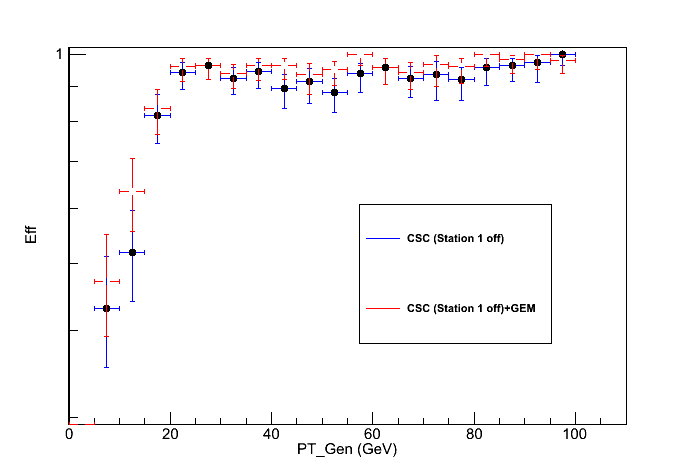 1
Eff
CSC (Station 1 off)
CSC (Station 1 off)+GEM
0 20 40 60 80 100
PT_Gen (GeV)